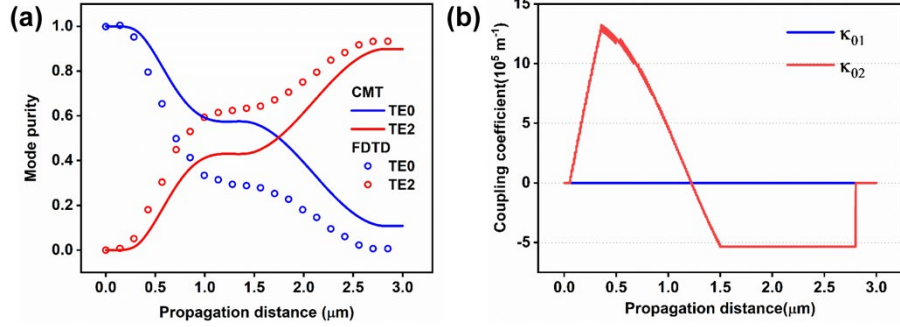 (a)
1.0
0.8
0.6
0.4
0.2
0.0
Mode purity
CMT
TE0
TE2
FDTD
TE0
TE2
0.0 0.5 1.0 1.5 2.0 2.5 3.0
Propagation distance (μm)
(b)
15
10
5
0
-5
Coupling coefficient(10⁵ m⁻¹)
κ₀₁
κ₀₂
0.0 0.5 1.0 1.5 2.0 2.5 3.0
Propagation distance(μm)